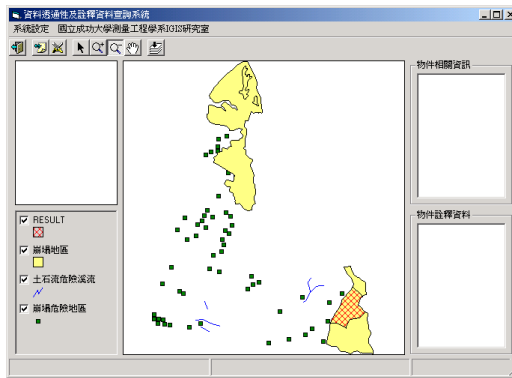 資料透通性及詮釋資料查詢系統
系統設定 國立成功大學測量工程學系IGIS研究室
物件相關資訊
物件詮釋資料
RESULT
崩塌地區
土石流危險溪流
崩塌危險地區